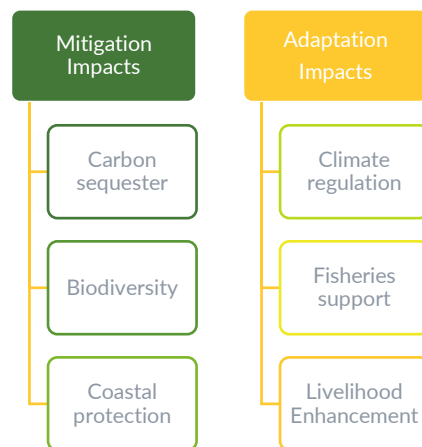 Mitigation
Impacts
Carbon
sequester
Biodiversity
Coastal
protection
Adaptation
Impacts
Climate
regulation
Fisheries
support
Livelihood
Enhancement